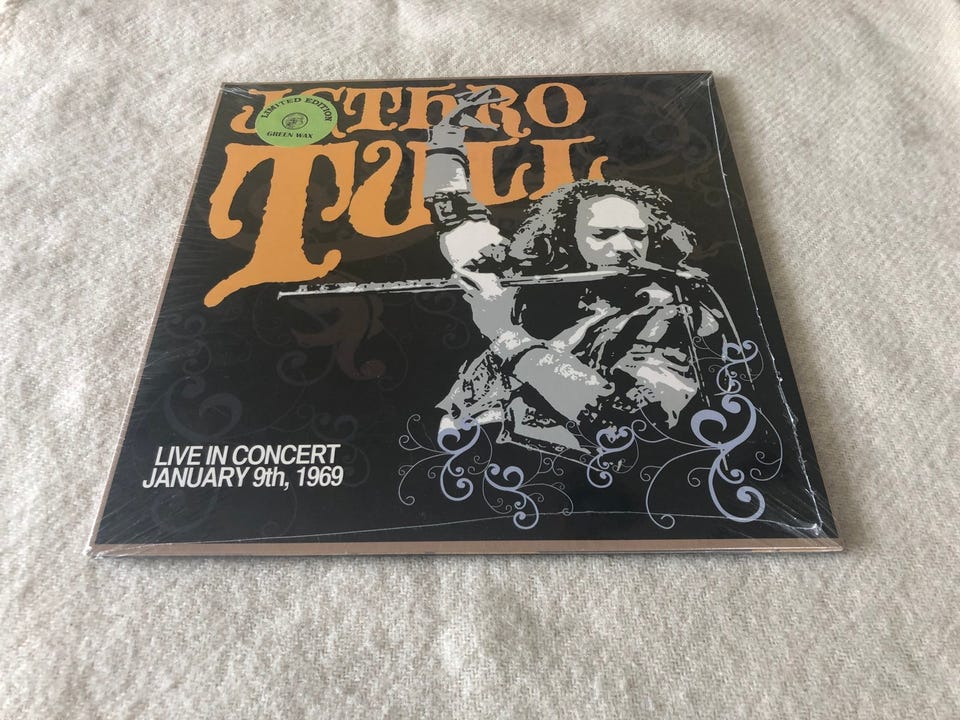 JEThRO
TULL
LIMITED EDITION
GREEN WAX
LIVE IN CONCERT
JANUARY 9th, 1969